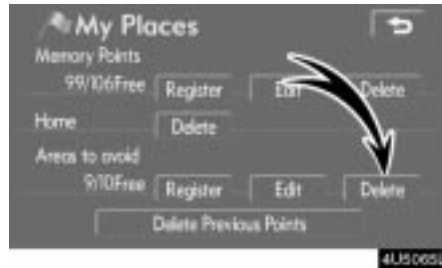 My Places
Memory Points
99/106Free Register Edit Delete
Home Delete
Areas to avoid
9/10Free Register Edit Delete
Delete Previous Points
4U5065L